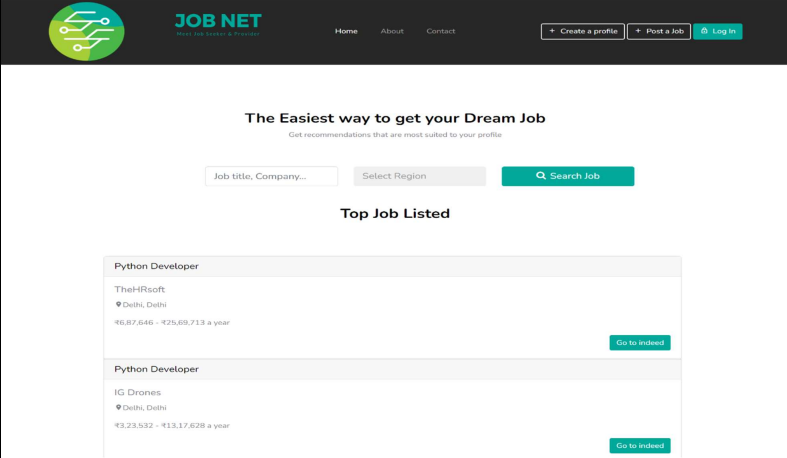 JOB NET
Meet Job Seeker & Provider
Home About Contact
+ Create a profile + Post a Job Log In
The Easiest way to get your Dream Job
Get recommendations that are most suited to your profile
Job title, Company... Select Region Search Job
Top Job Listed
Python Developer
TheHRsoft
Delhi, Delhi
₹6,87,646 - ₹25,69,713 a year
Go to indeed
Python Developer
IG Drones
Delhi, Delhi
₹3,23,532 - ₹13,17,628 a year
Go to indeed